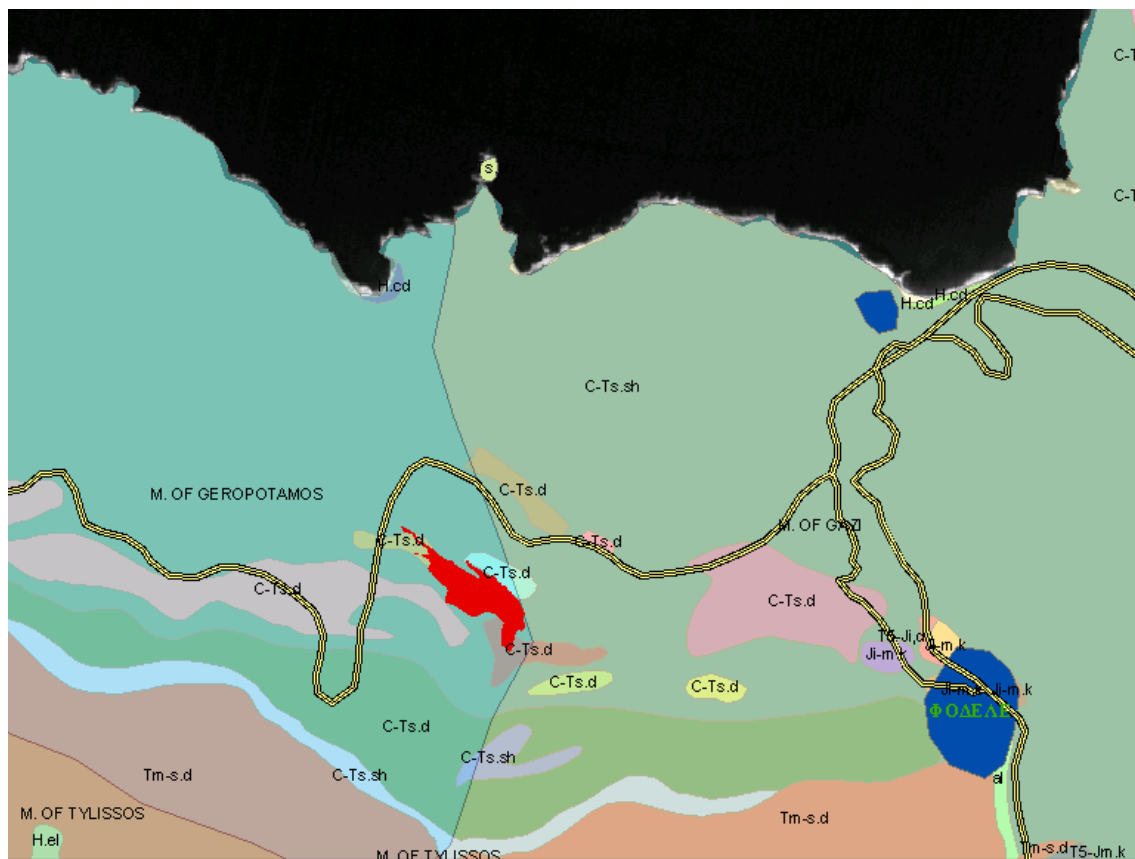 C-T
s
C-T
H.cd
H.cd
H.cd
C-Ts.sh
M. OF GEROPOTAMOS
C-Ts.d
M. OF GAZI
C-Ts.d
C-Ts.d
C-Ts.d
C-Ts.d
C-Ts.d
T5-Ji,d
Ji-m.k
Ji-m.k
C-Ts.d
C-Ts.d
C-Ts.d
Ji-m.k
Ji-m.k
ΦΟΔΕΛΕ
C-Ts.d
C-Ts.sh
Tm-s.d
C-Ts.sh
al
M. OF TYLISSOS
Tm-s.d
H.el
M. OF TYLISSOS
Tm-s.d
T5-Jm.k